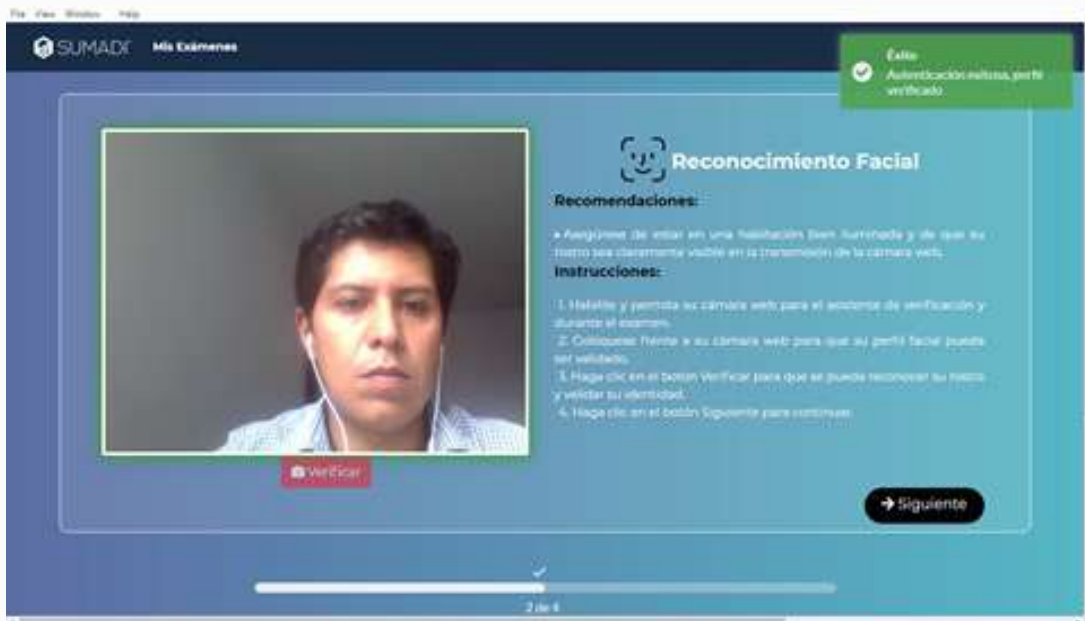 File View Window Help
SUMADI Mis Exámenes
Éxito
Autenticación exitosa, perfil
verificado
Reconocimiento Facial
Recomendaciones:
• Asegúrese de estar en una habitación bien iluminada y de que su
rostro sea claramente visible en la transmisión de la cámara web.
Instrucciones:
1. Habilite y permita su cámara web para el asistente de verificación y
durante el examen.
2. Colóquese frente a su cámara web para que su perfil facial pueda
ser validado.
3. Haga clic en el botón Verificar para que se pueda reconocer su rostro
y validar su identidad.
4. Haga clic en el botón Siguiente para continuar.
Verificar
Siguiente
2 de 4